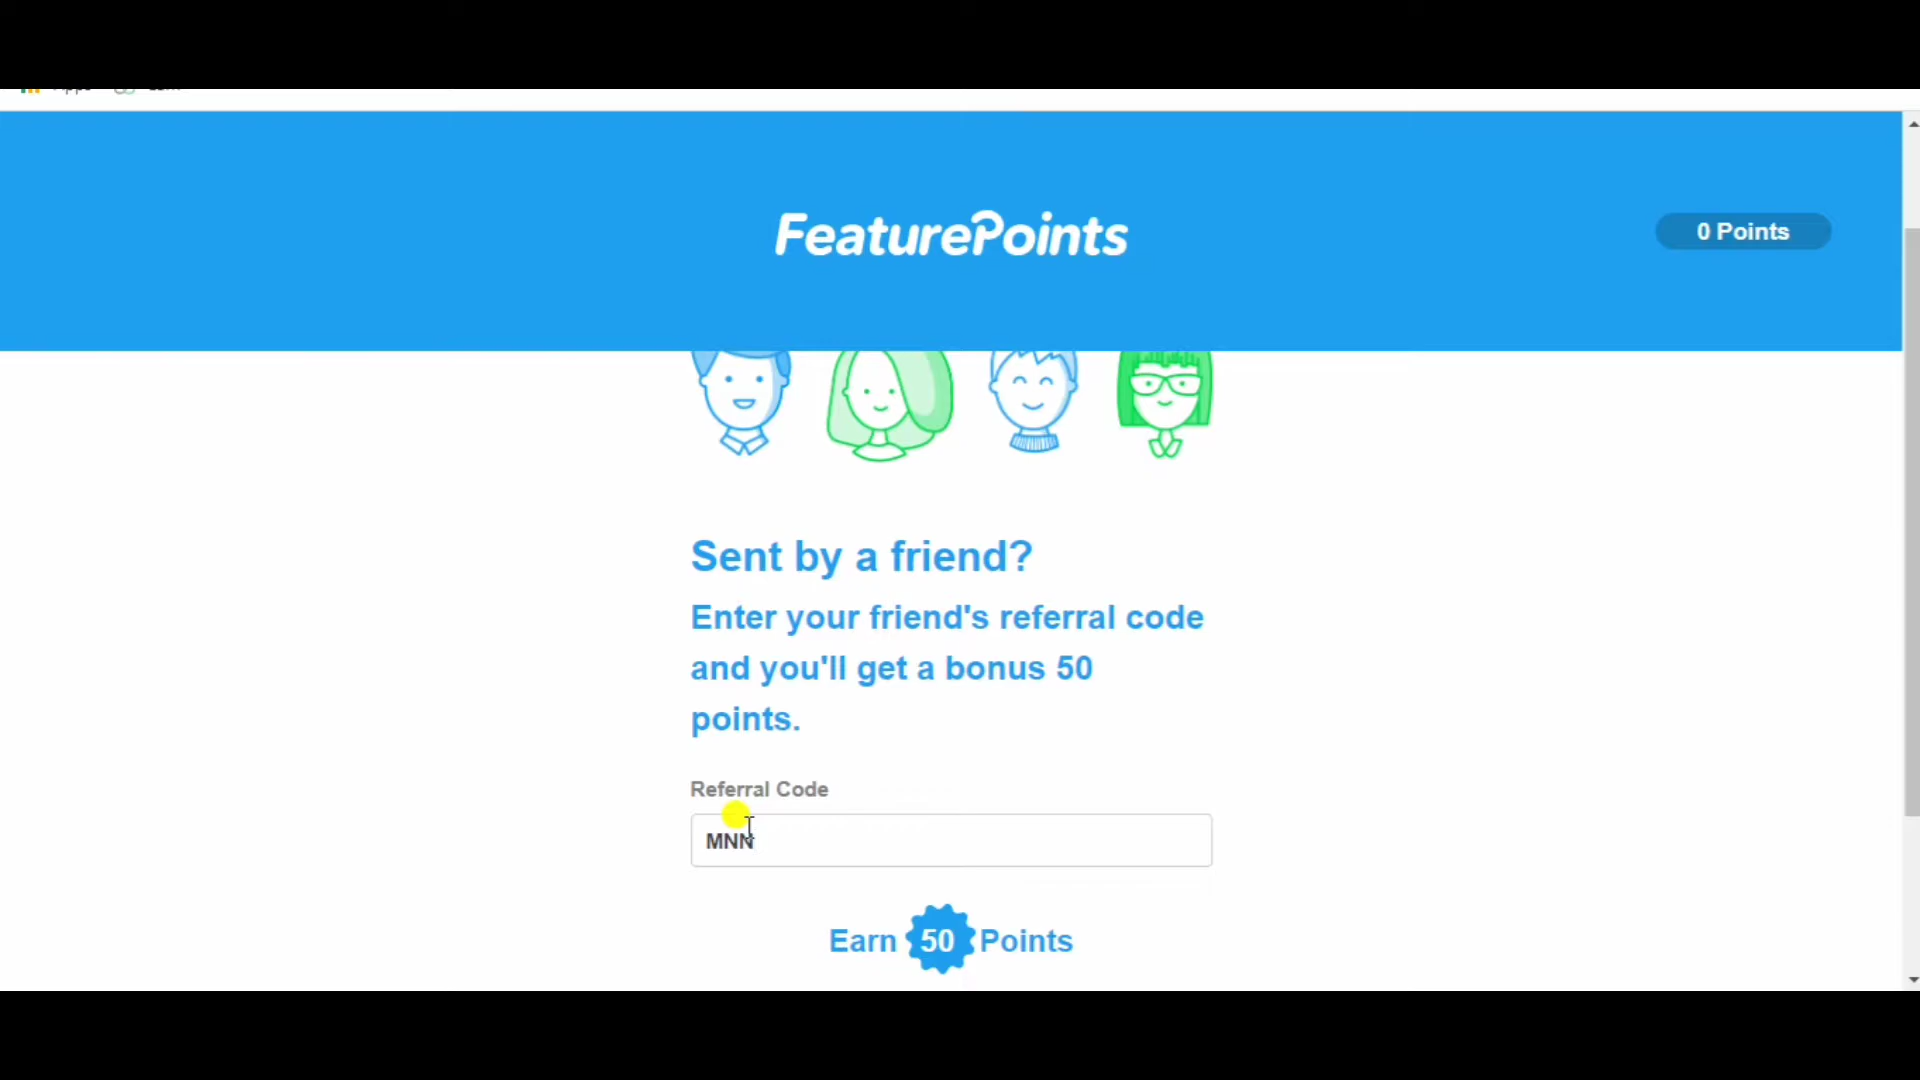 FeaturePoints
0 Points
Sent by a friend?
Enter your friend's referral code
and you'll get a bonus 50
points.
Referral Code
MNN
Earn 50 Points